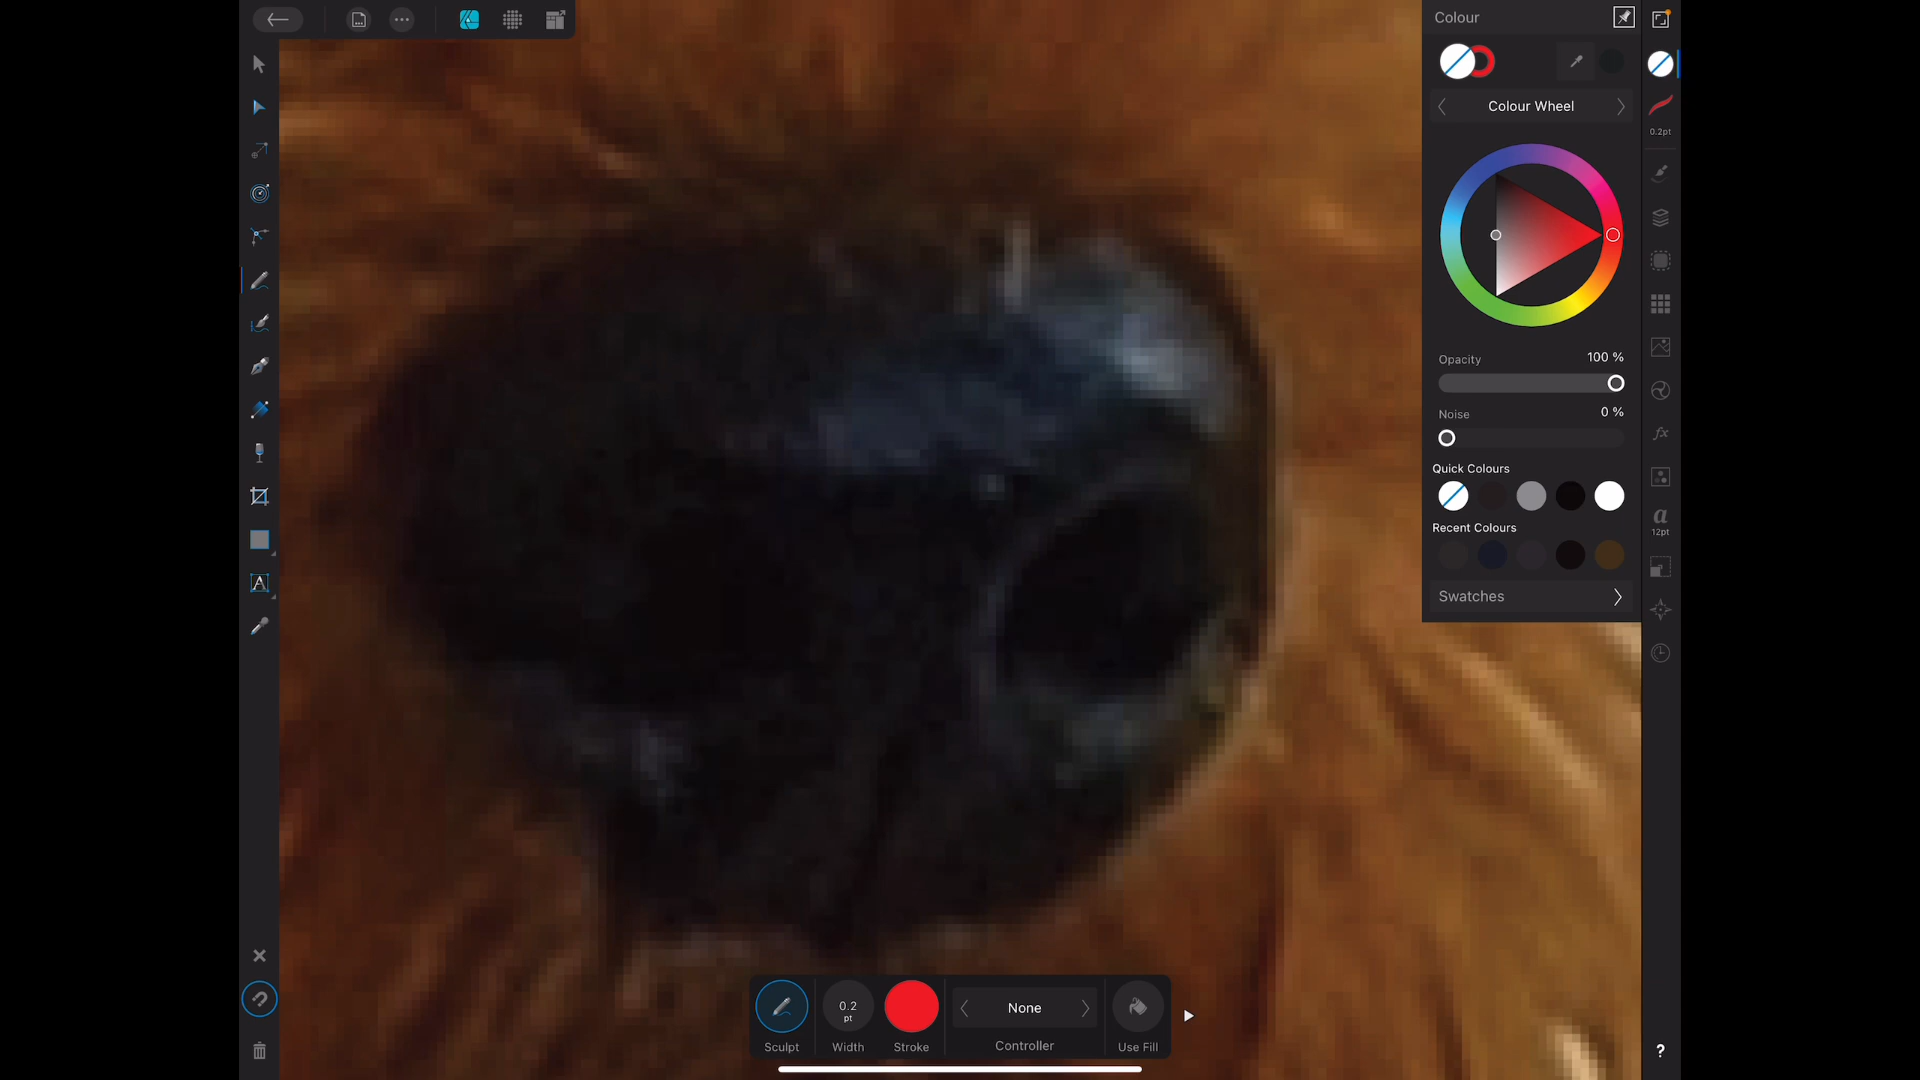 Colour
Colour Wheel
0.2pt
Opacity 100 %
Noise 0 %
Quick Colours
Recent Colours
a
12pt
Swatches
A
0.2
pt
None
Sculpt Width Stroke Controller Use Fill
?